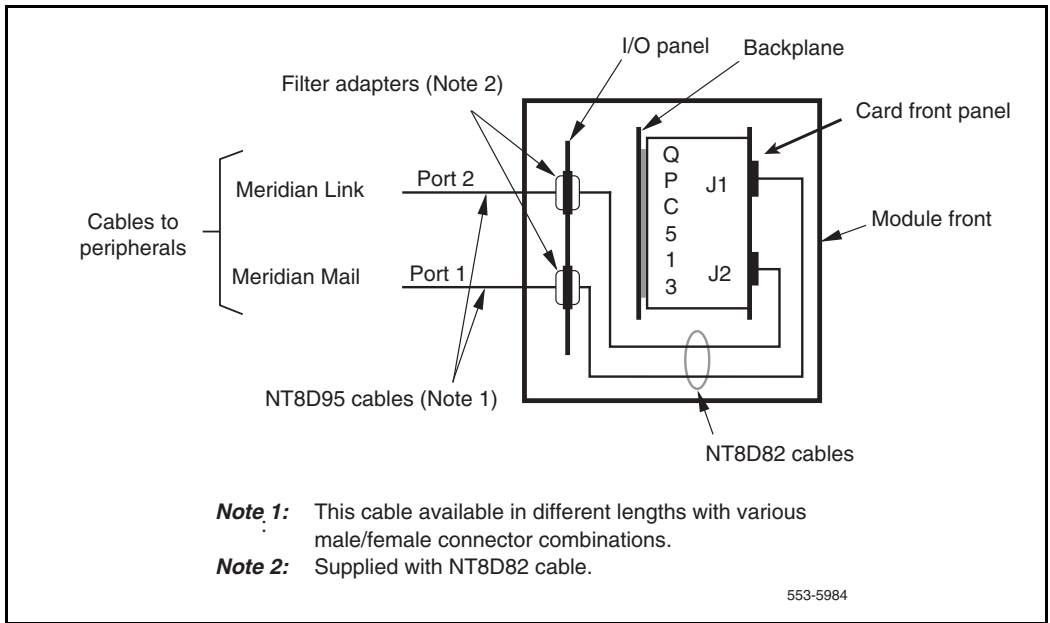 I/O panel
Backplane
Filter adapters (Note 2)
Card front panel
Q
P
C
5
1
3
J1
J2
Port 2
Meridian Link
Cables to
peripherals
Module front
Port 1
Meridian Mail
NT8D95 cables (Note 1)
NT8D82 cables
Note 1: This cable available in different lengths with various
male/female connector combinations.
:
Note 2: Supplied with NT8D82 cable.
553-5984